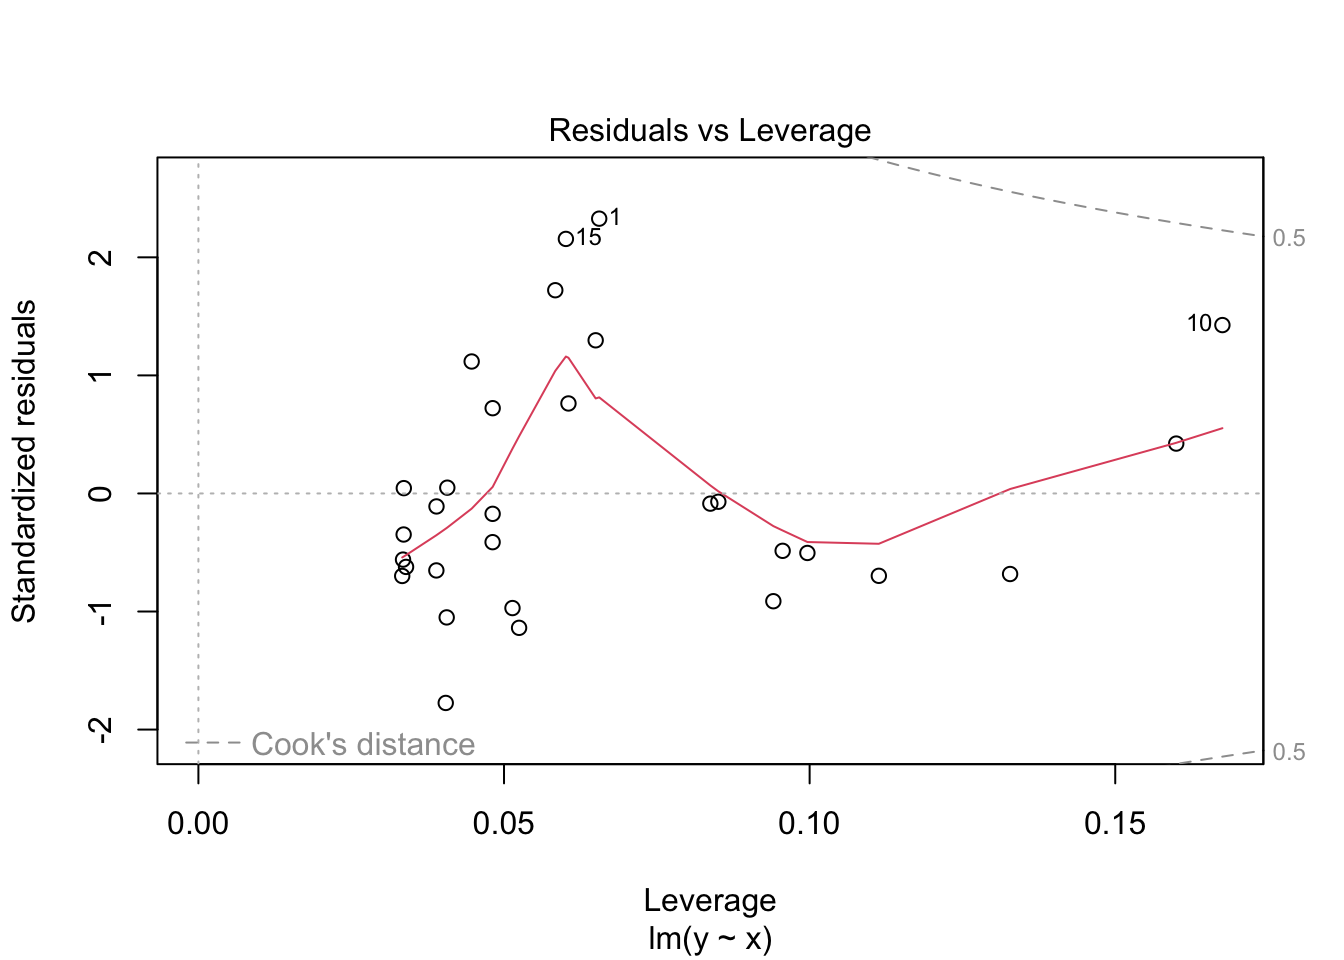 Residuals vs Leverage
Standardized residuals
2
1
0
-1
-2
1
15
10
0.5
0.5
Cook's distance
0.00 0.05 0.10 0.15
Leverage
lm(y ~ x)